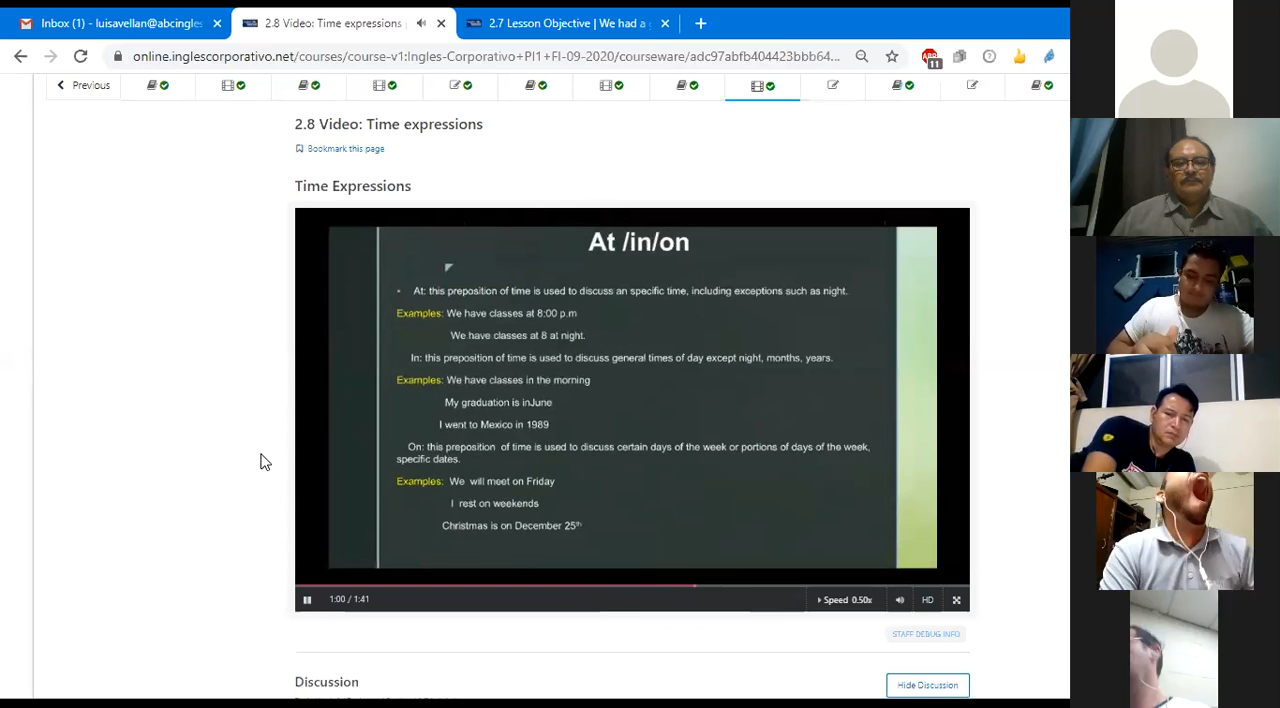 Inbox (1) - luisavellan@abcingles
2.8 Video: Time expressions
2.7 Lesson Objective | We had a
online.inglescorporativo.net/courses/course-v1:Ingles-Corporativo+PI1+FI-09-2020/courseware/adc97abfb404423bbb64...
ABP
11
Previous
2.8 Video: Time expressions
Bookmark this page
Time Expressions
At /in/on
At: this preposition of time is used to discuss an specific time, including exceptions such as night.
Examples: We have classes at 8:00 p.m
We have classes at 8 at night.
In: this preposition of time is used to discuss general times of day except night, months, years.
Examples: We have classes in the morning
My graduation is inJune
I went to Mexico in 1989
On: this preposition of time is used to discuss certain days of the week or portions of days of the week,
specific dates.
Examples: We will meet on Friday
I rest on weekends
Christmas is on December 25th
1:00 / 1:41
Speed 0.50x
HD
STAFF DEBUG INFO
Discussion
Hide Discussion